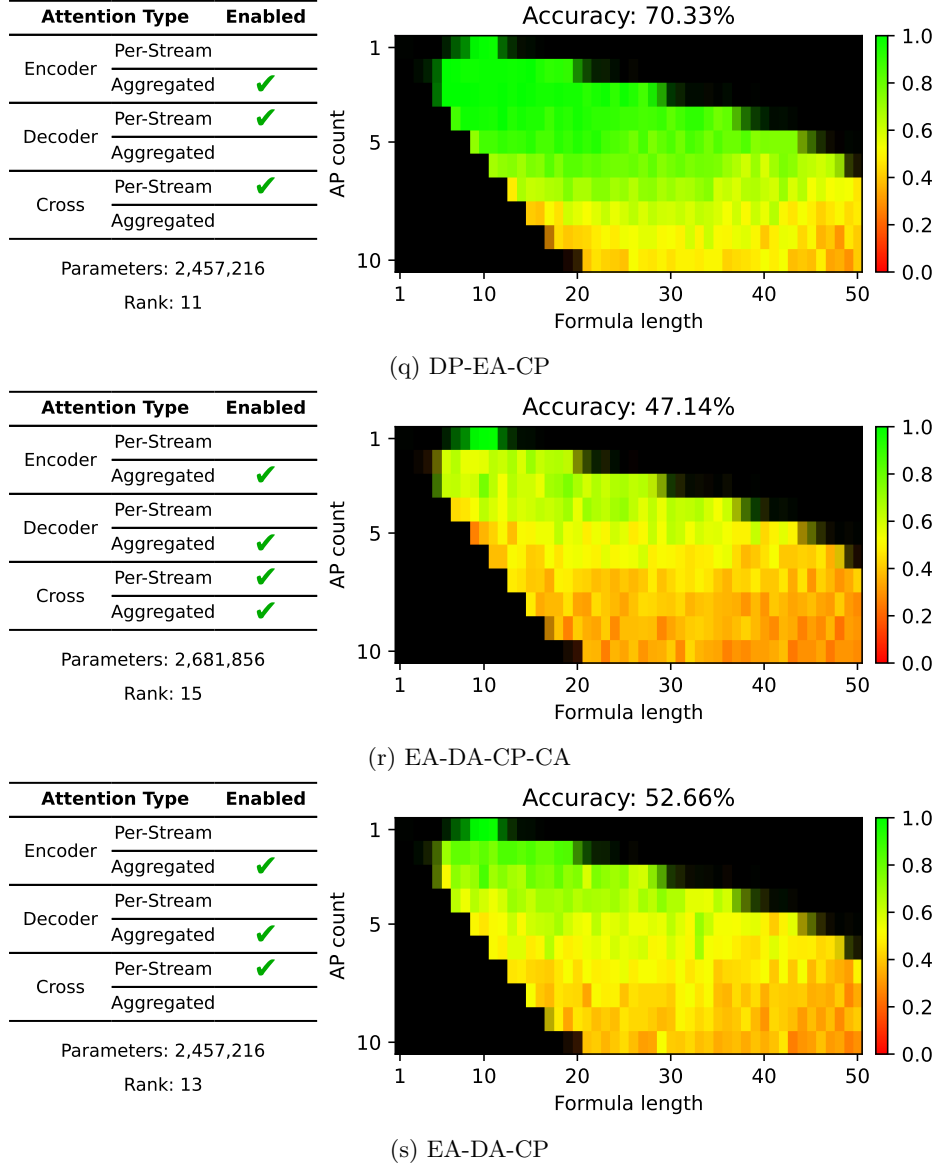 Attention Type Enabled
Encoder Per-Stream
Aggregated ✔
Decoder Per-Stream ✔
Aggregated
Cross Per-Stream ✔
Aggregated
Parameters: 2,457,216
Rank: 11
Accuracy: 70.33%
AP count
1
5
10
1 10 20 30 40 50
Formula length
1.0
0.8
0.6
0.4
0.2
0.0
(q) DP-EA-CP
Attention Type Enabled
Encoder Per-Stream
Aggregated ✔
Decoder Per-Stream
Aggregated ✔
Cross Per-Stream ✔
Aggregated ✔
Parameters: 2,681,856
Rank: 15
Accuracy: 47.14%
AP count
1
5
10
1 10 20 30 40 50
Formula length
1.0
0.8
0.6
0.4
0.2
0.0
(r) EA-DA-CP-CA
Attention Type Enabled
Encoder Per-Stream
Aggregated ✔
Decoder Per-Stream
Aggregated ✔
Cross Per-Stream ✔
Aggregated
Parameters: 2,457,216
Rank: 13
Accuracy: 52.66%
AP count
1
5
10
1 10 20 30 40 50
Formula length
1.0
0.8
0.6
0.4
0.2
0.0
(s) EA-DA-CP